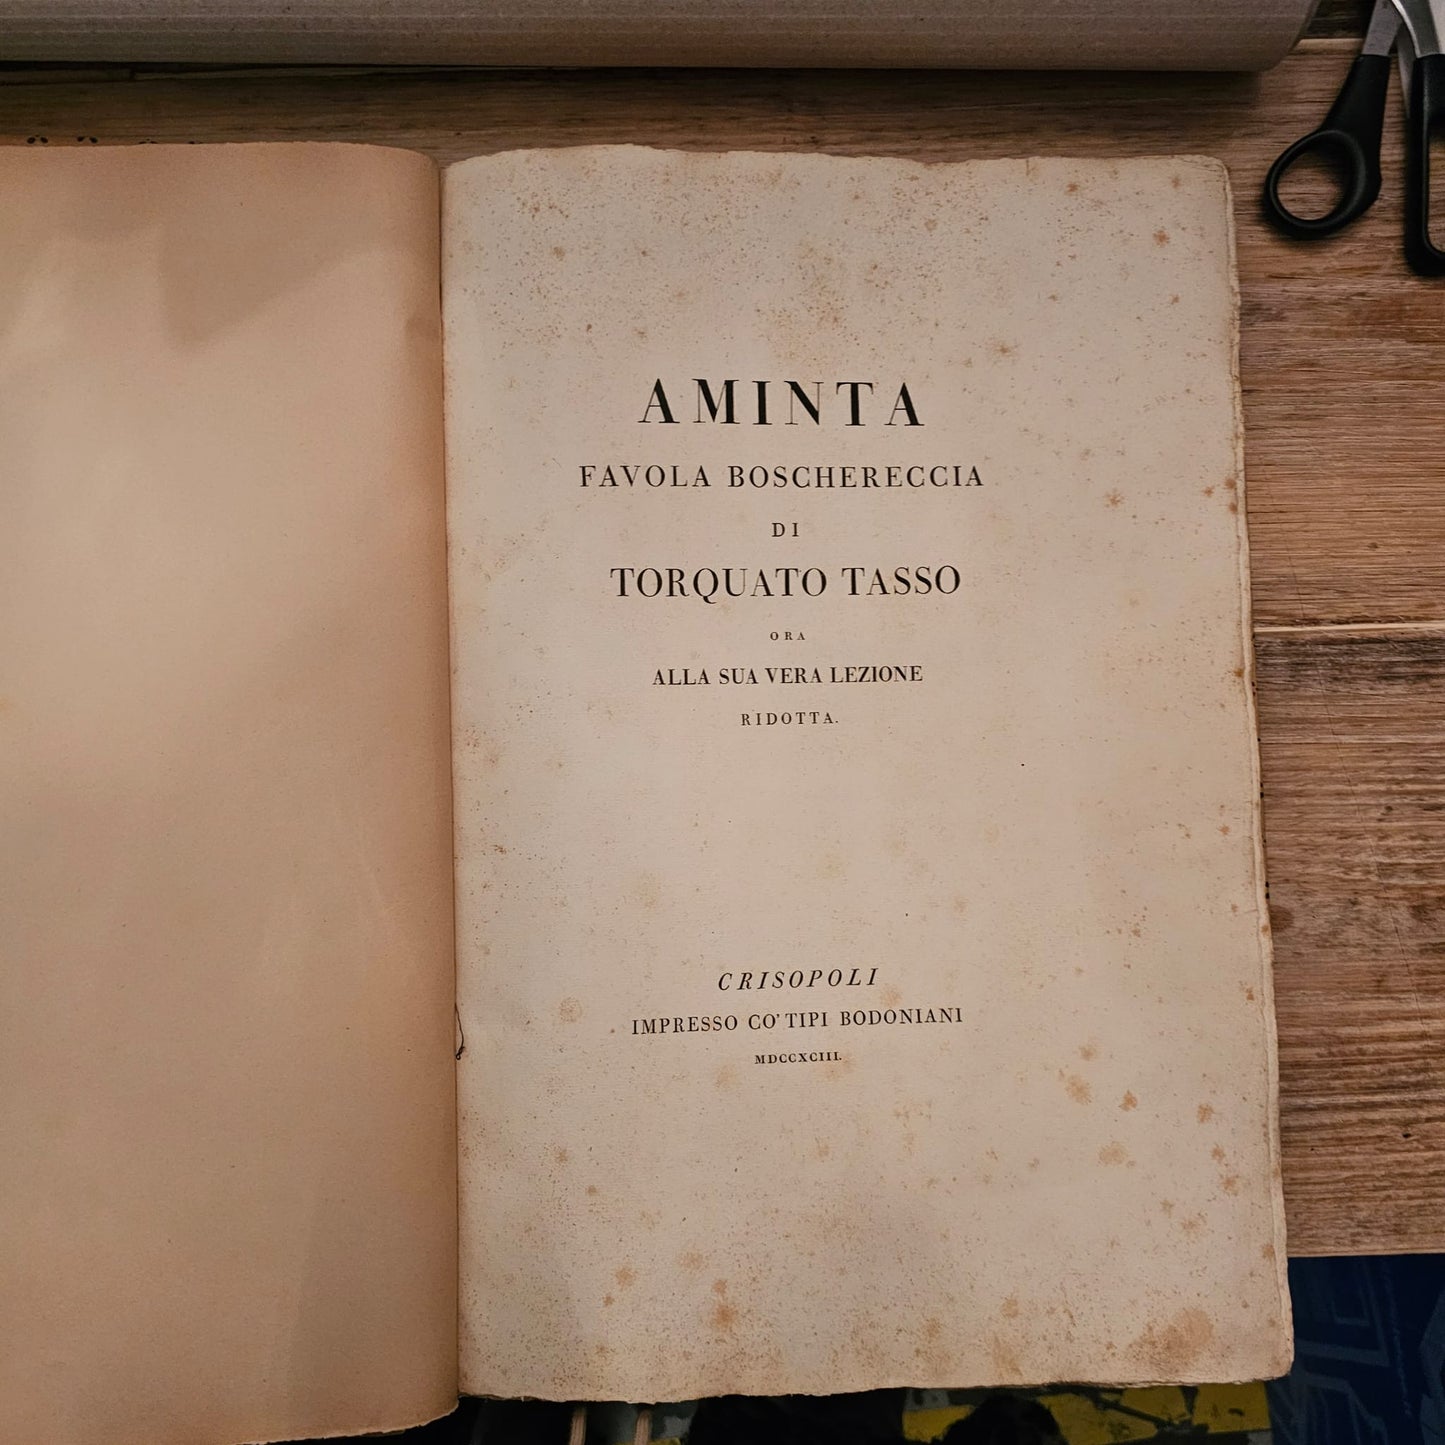 AMINTA
FAVOLA BOSCHERECCIA
DI
TORQUATO TASSO
ORA
ALLA SUA VERA LEZIONE
RIDOTTA.
CRISOPOLI
IMPRESSO CO' TIPI BODONIANI
MDCCXCIII.